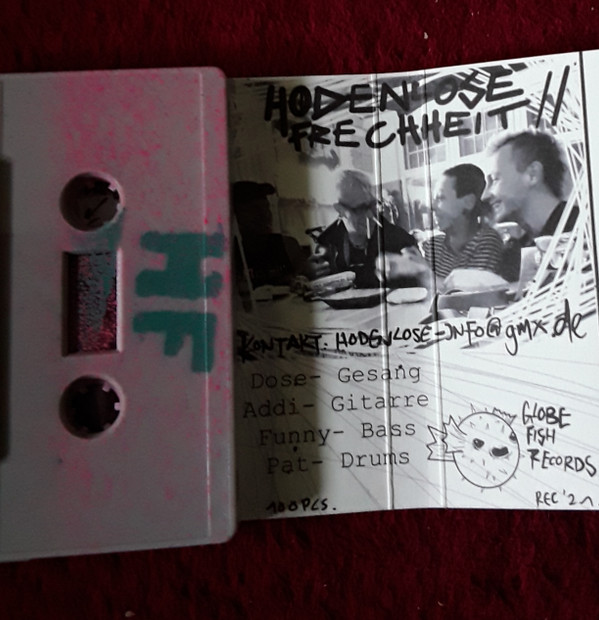 HF
HODENLOSE
FRECHHEIT //
KONTAKT: HODENLOSE-INFO@gmx.de
Dose- Gesang
Addi- Gitarre
Funny- Bass
Pat- Drums
100 PCS.
GLOBE
FISH
RECORDS
REC '21